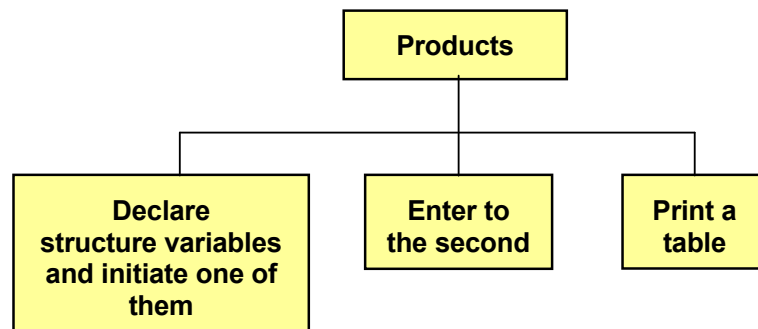 Products
Declare
structure variables
and initiate one of
them
Enter to
the second
Print a
table